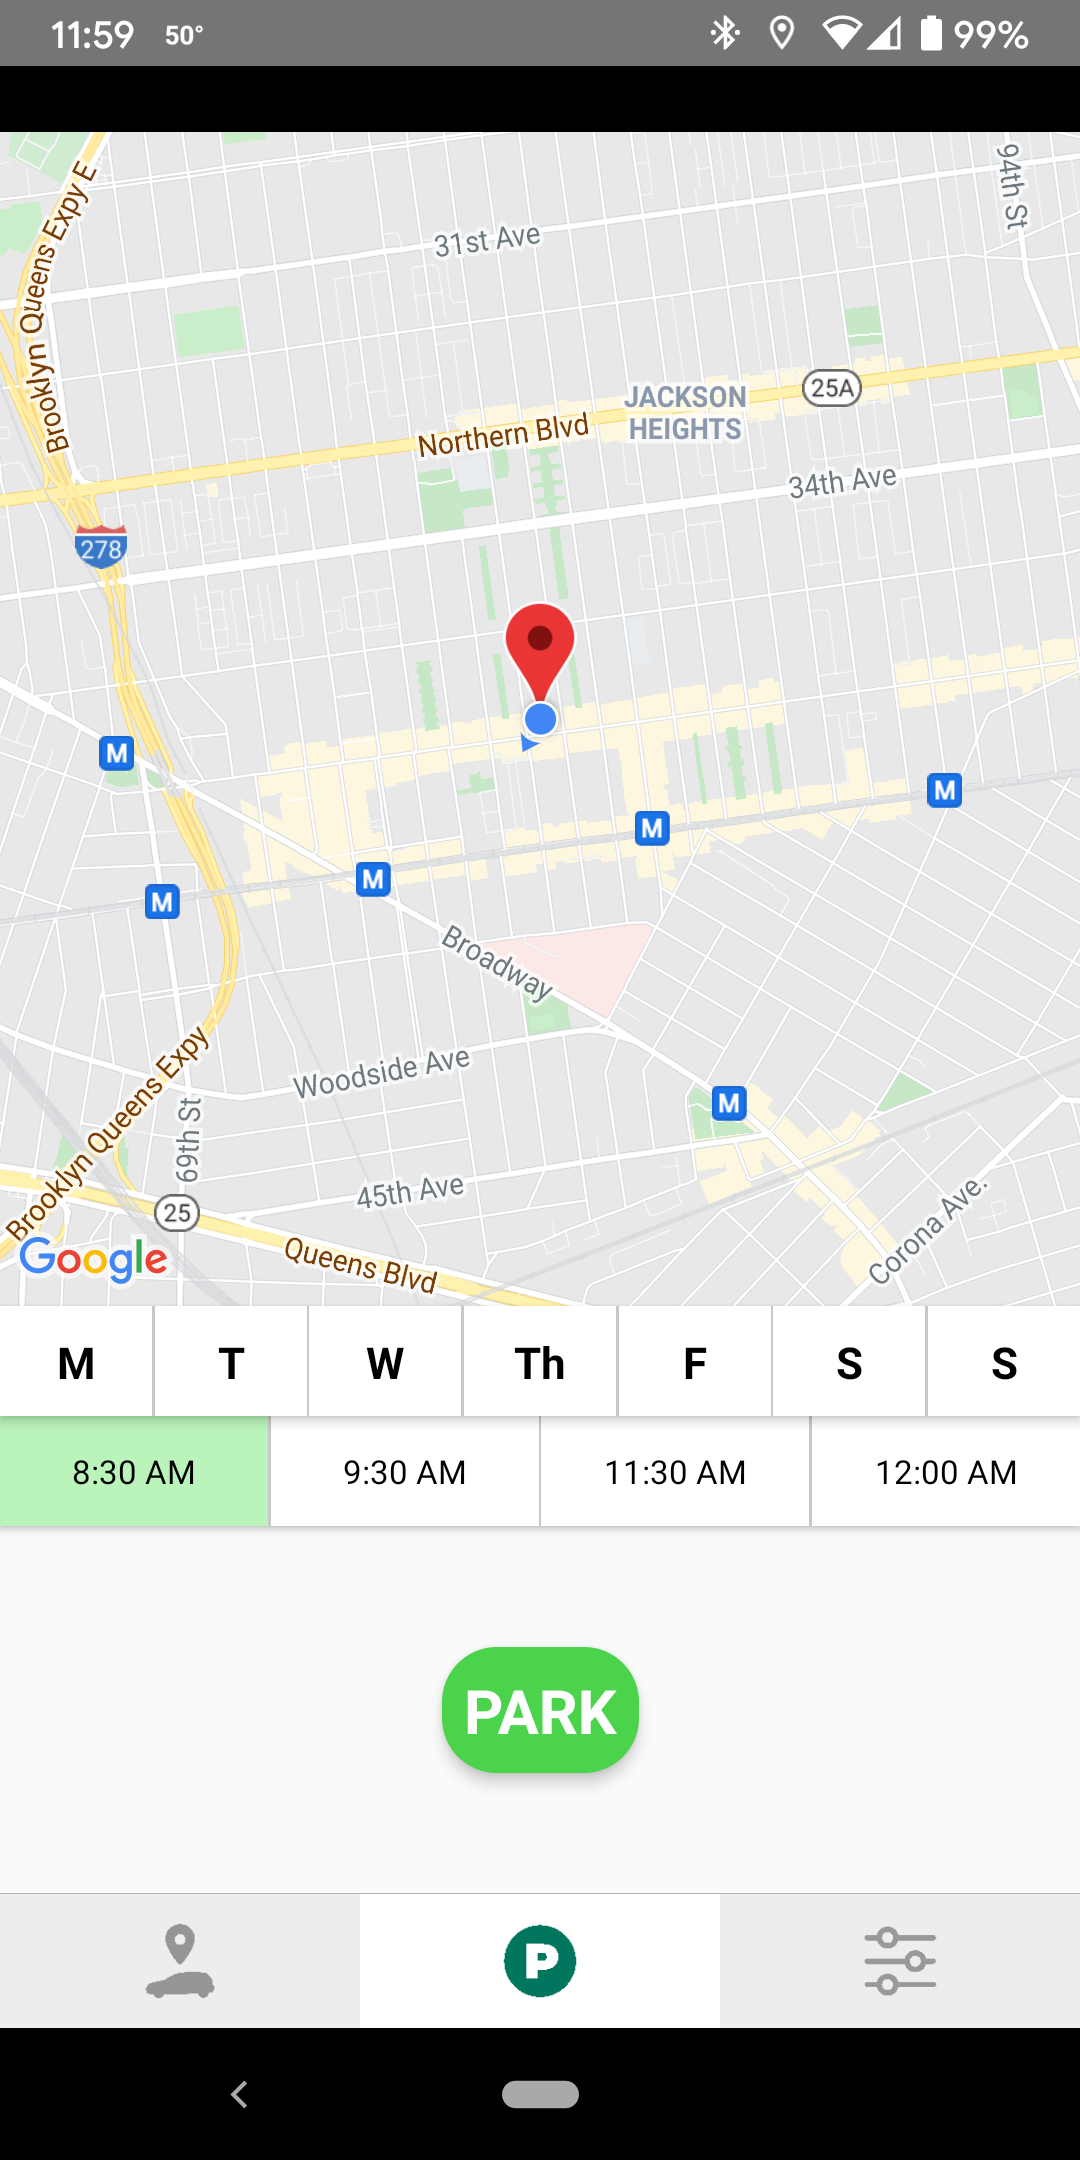 11:59 50° 99%
94th St
Brooklyn Queens Expy E
31st Ave
25A
JACKSON
HEIGHTS
Northern Blvd
34th Ave
278
M
M
M
M
M
Broadway
Woodside Ave
M
Brooklyn Queens Expy
69th St
45th Ave
25
Corona Ave.
Google
Queens Blvd
M T W Th F S S
8:30 AM 9:30 AM 11:30 AM 12:00 AM
PARK
P